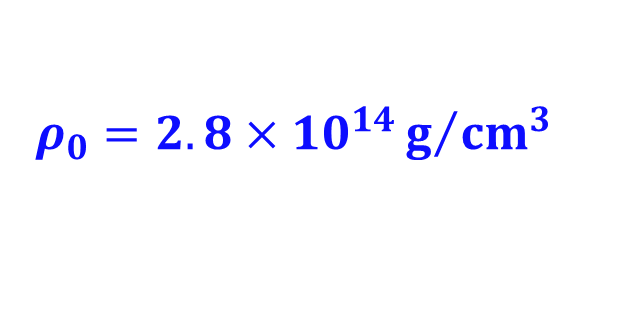 ρ₀ = 2.8 × 10¹⁴ g/cm³